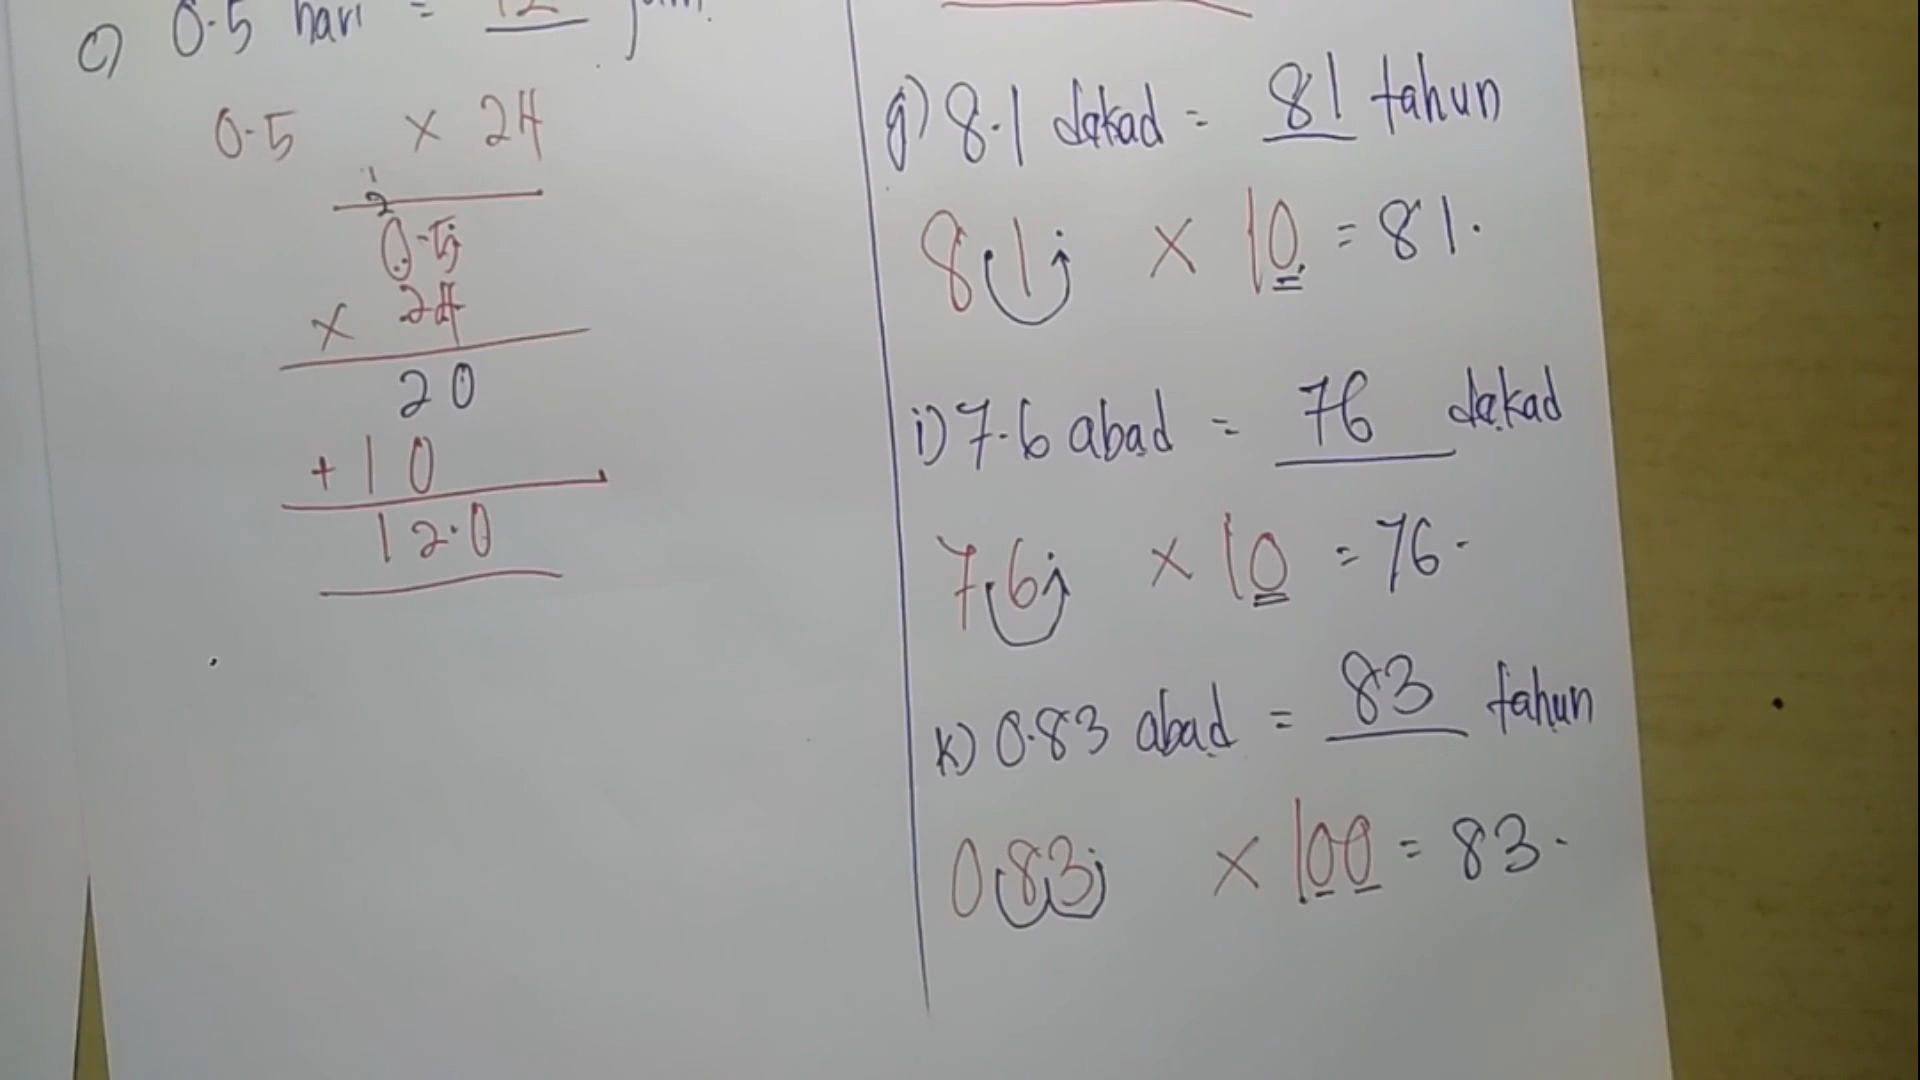 c) 0.5 hari = 12 jam.
0.5 × 24
1
2
0.5
× 24
20
+ 10
12.0
g) 8.1 dekad = 81 tahun
8 1 × 10 = 81.
i) 7.6 abad = 76 dekad
7 6 × 10 = 76.
k) 0.83 abad = 83 tahun
0 83 × 100 = 83.